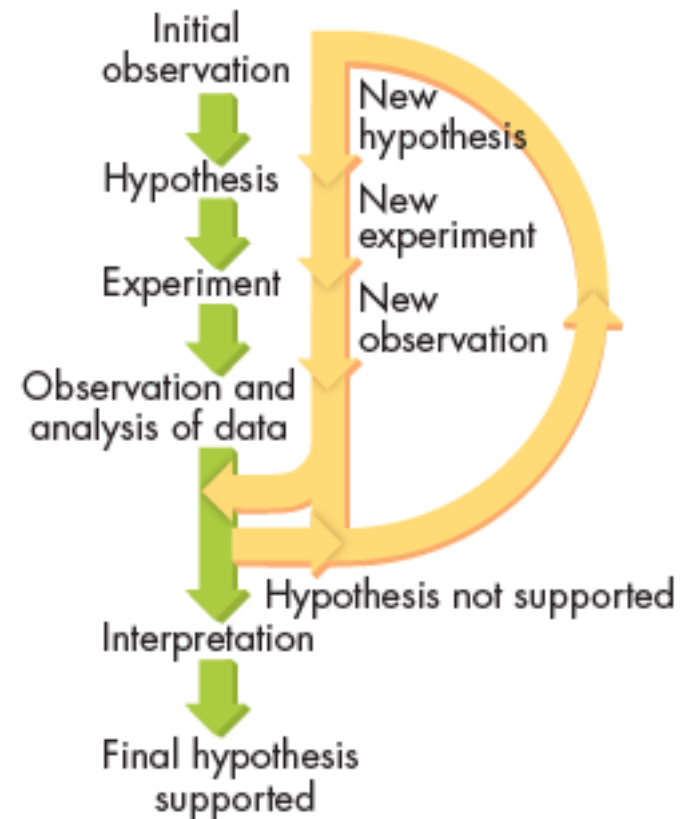 Initial
observation
Hypothesis
Experiment
Observation and
analysis of data
New
hypothesis
New
experiment
New
observation
Hypothesis not supported
Interpretation
Final hypothesis
supported